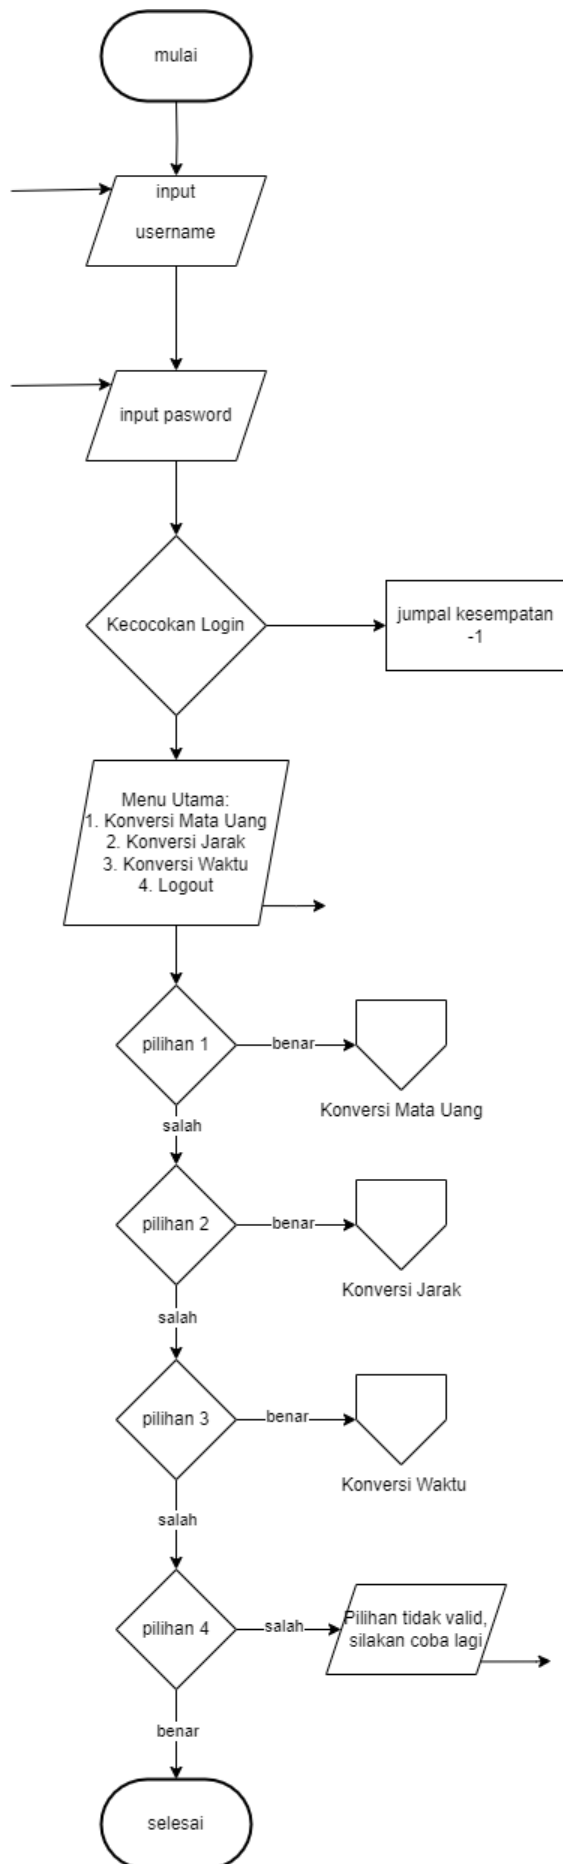 mulai
input
username
input pasword
Kecocokan Login
jumpal kesempatan
-1
Menu Utama:
1. Konversi Mata Uang
2. Konversi Jarak
3. Konversi Waktu
4. Logout
pilihan 1
benar
Konversi Mata Uang
salah
pilihan 2
benar
Konversi Jarak
salah
pilihan 3
benar
Konversi Waktu
salah
pilihan 4
salah
Pilihan tidak valid,
silakan coba lagi
benar
selesai